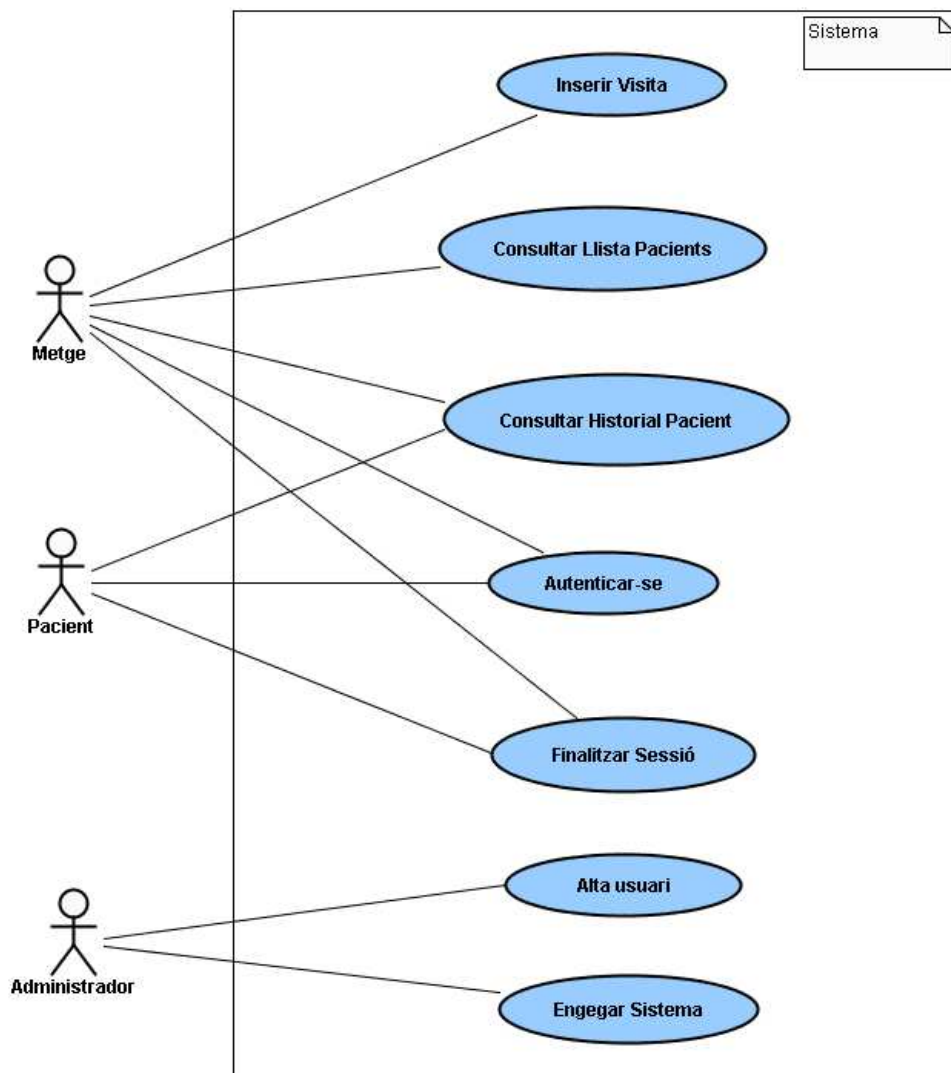 Sistema
Inserir Visita
Consultar Llista Pacients
Metge
Consultar Historial Pacient
Autenticar-se
Pacient
Finalitzar Sessió
Alta usuari
Administrador
Engegar Sistema